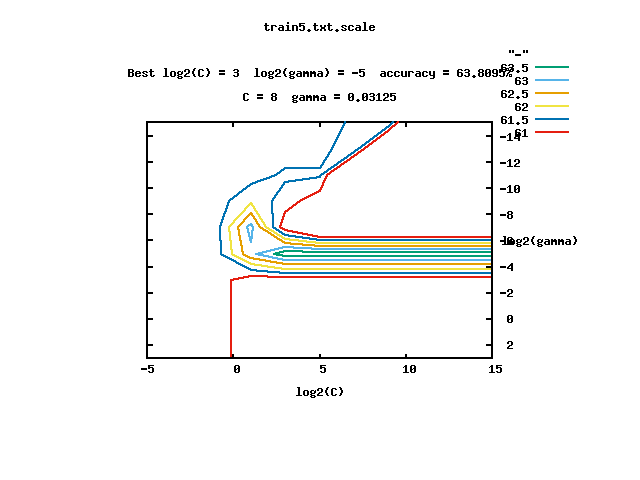 train5.txt.scale
"-"
Best log2(C) = 3  log2(gamma) = -5  accuracy = 63.8095%
63.5
63
C = 8  gamma = 0.03125
62.5
62
61.5
61
-14
-12
-10
-8
-6
log2(gamma)
-4
-2
0
2
-5 0 5 10 15
log2(C)